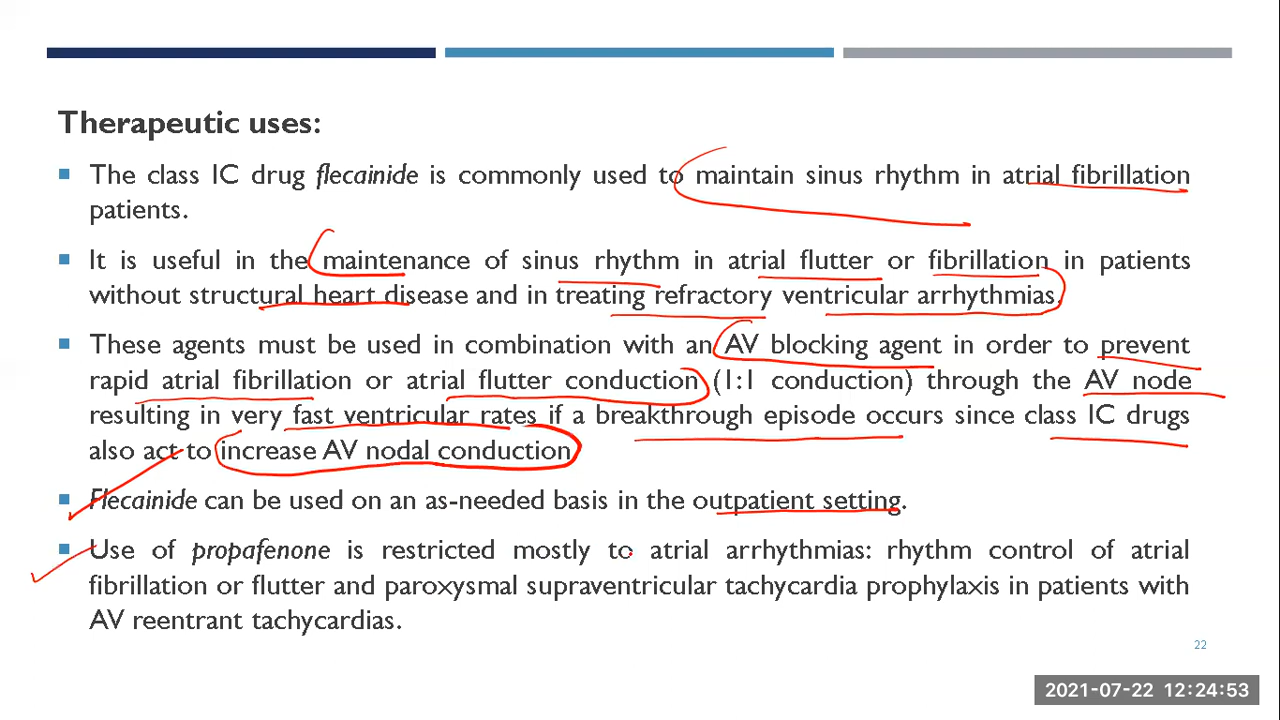 Therapeutic uses:
The class IC drug flecainide is commonly used to maintain sinus rhythm in atrial fibrillation
patients.
It is useful in the maintenance of sinus rhythm in atrial flutter or fibrillation in patients
without structural heart disease and in treating refractory ventricular arrhythmias.
These agents must be used in combination with an AV blocking agent in order to prevent
rapid atrial fibrillation or atrial flutter conduction (1:1 conduction) through the AV node
resulting in very fast ventricular rates if a breakthrough episode occurs since class IC drugs
also act to increase AV nodal conduction
Flecainide can be used on an as-needed basis in the outpatient setting.
Use of propafenone is restricted mostly to atrial arrhythmias: rhythm control of atrial
fibrillation or flutter and paroxysmal supraventricular tachycardia prophylaxis in patients with
AV reentrant tachycardias.
22
2021-07-22 12:24:53